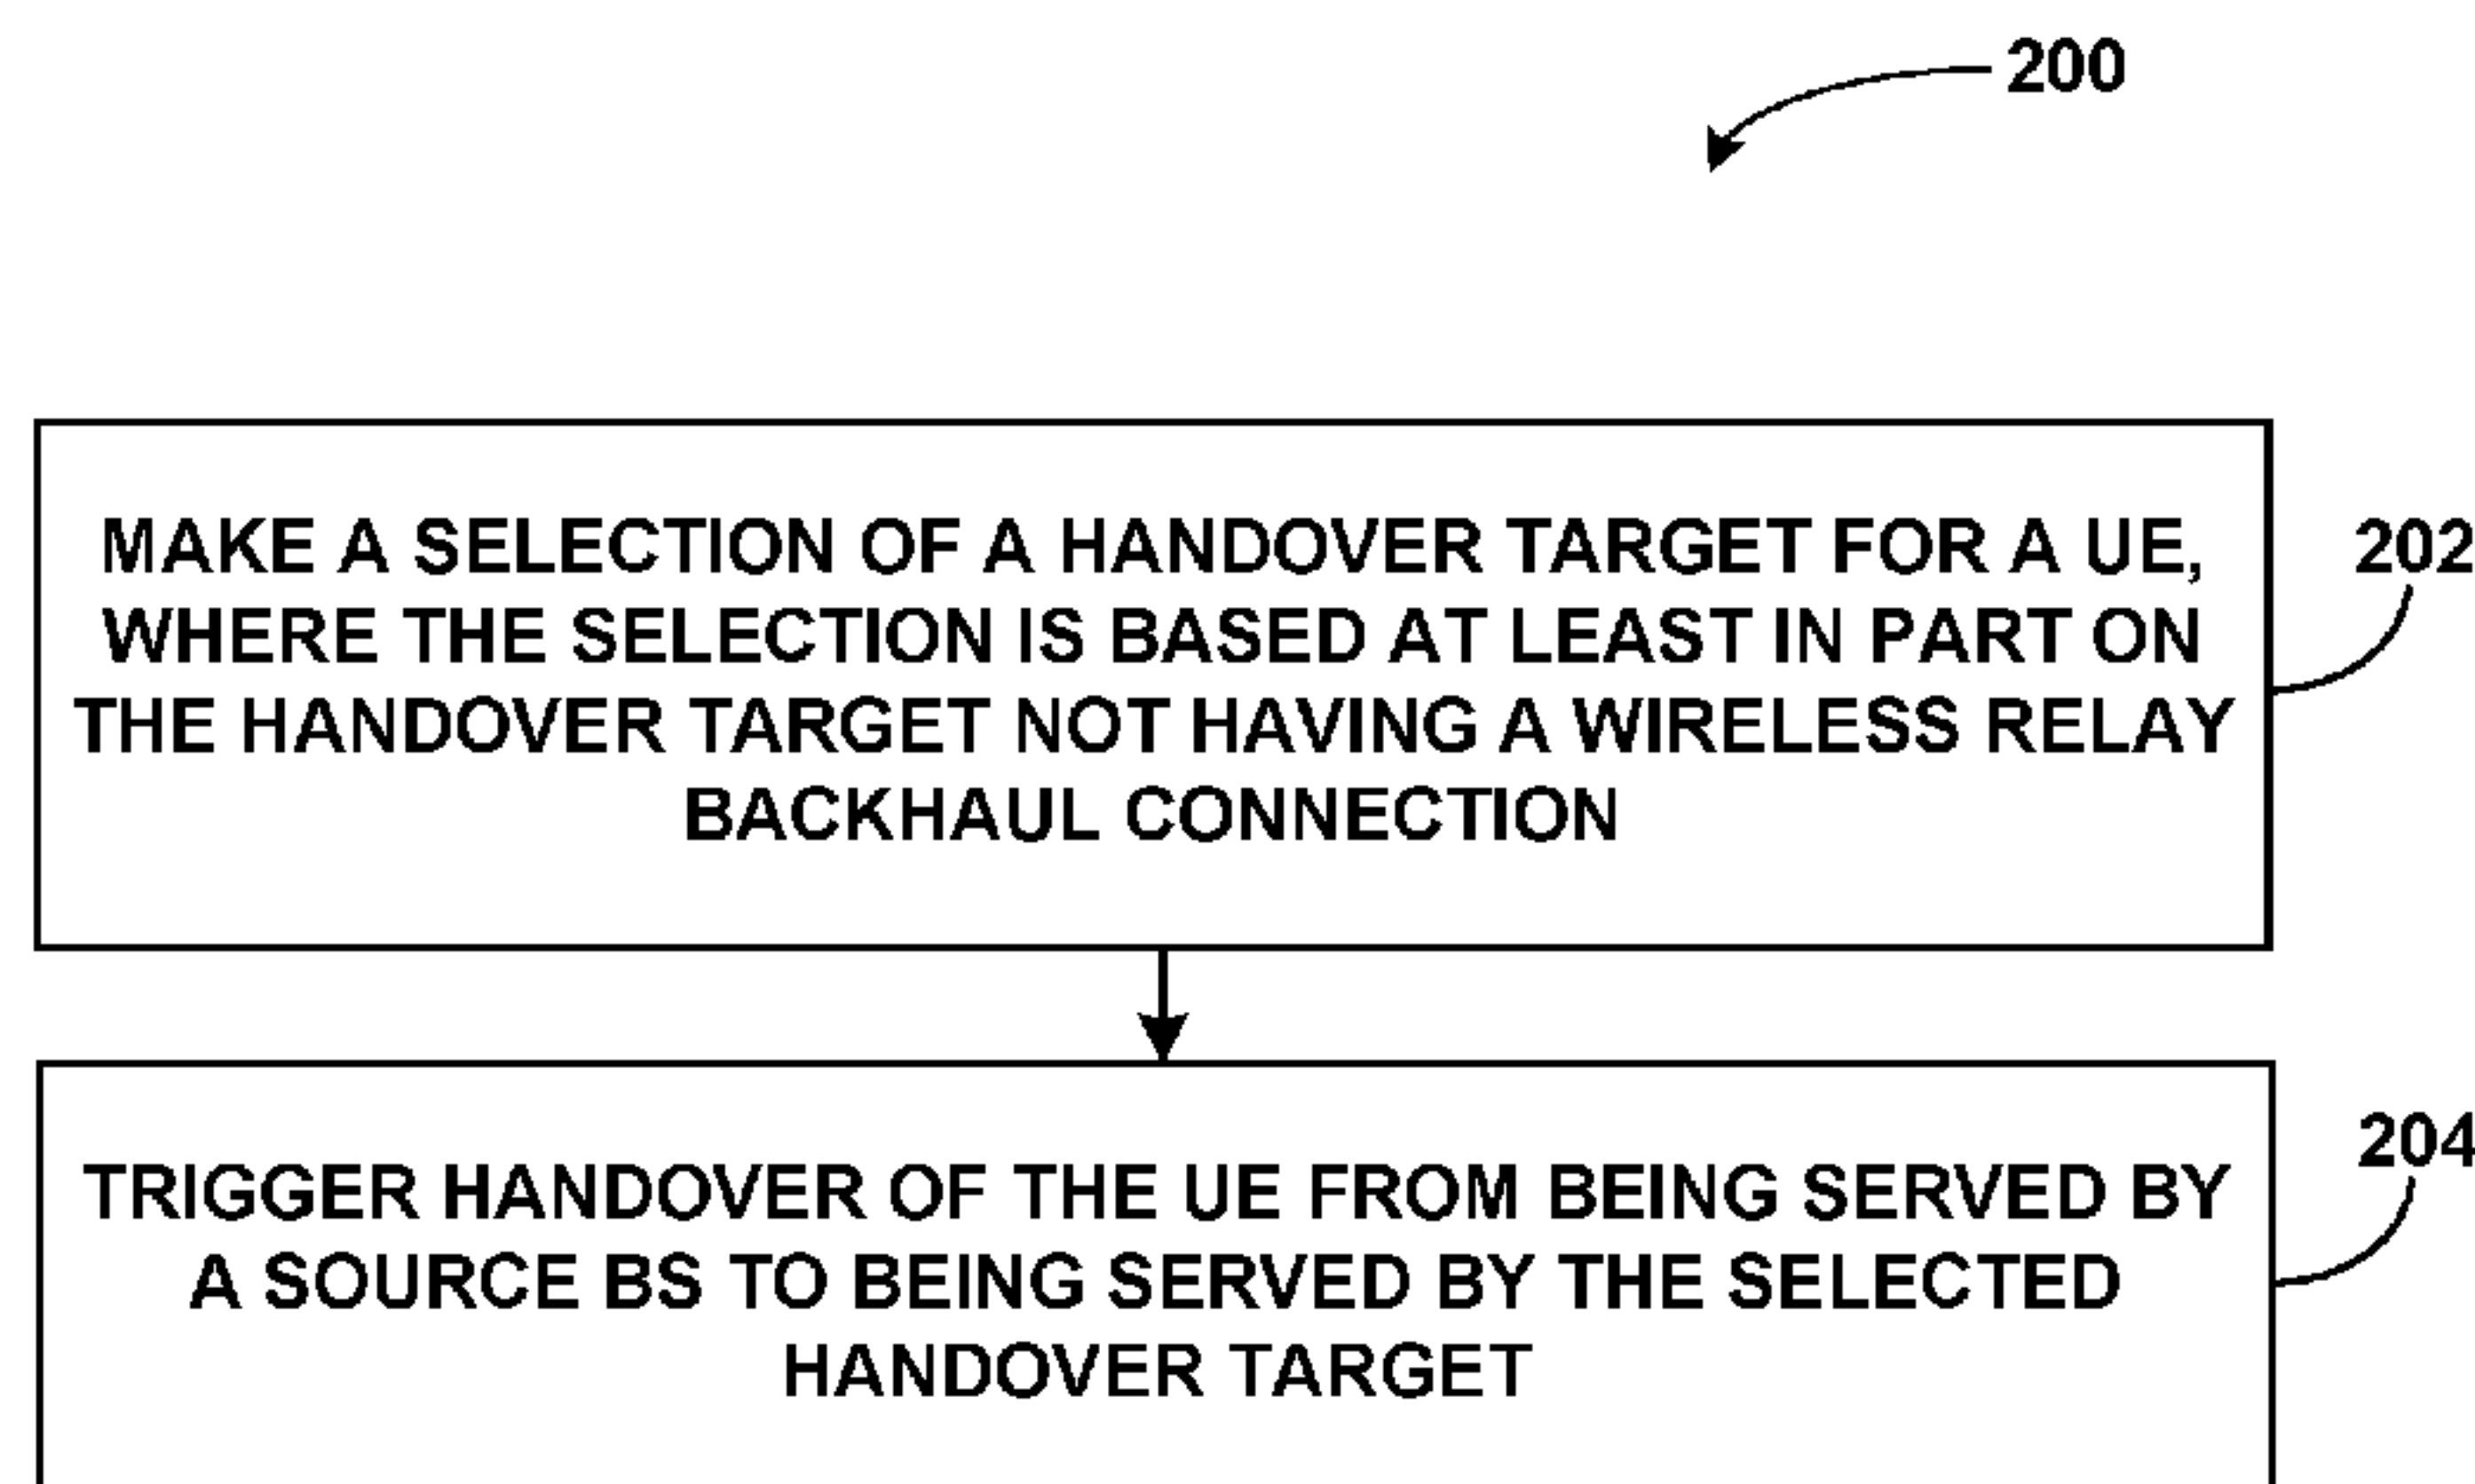 200
MAKE A SELECTION OF A HANDOVER TARGET FOR A UE,
WHERE THE SELECTION IS BASED AT LEAST IN PART ON
THE HANDOVER TARGET NOT HAVING A WIRELESS RELAY
BACKHAUL CONNECTION
202
TRIGGER HANDOVER OF THE UE FROM BEING SERVED BY
A SOURCE BS TO BEING SERVED BY THE SELECTED
HANDOVER TARGET
204